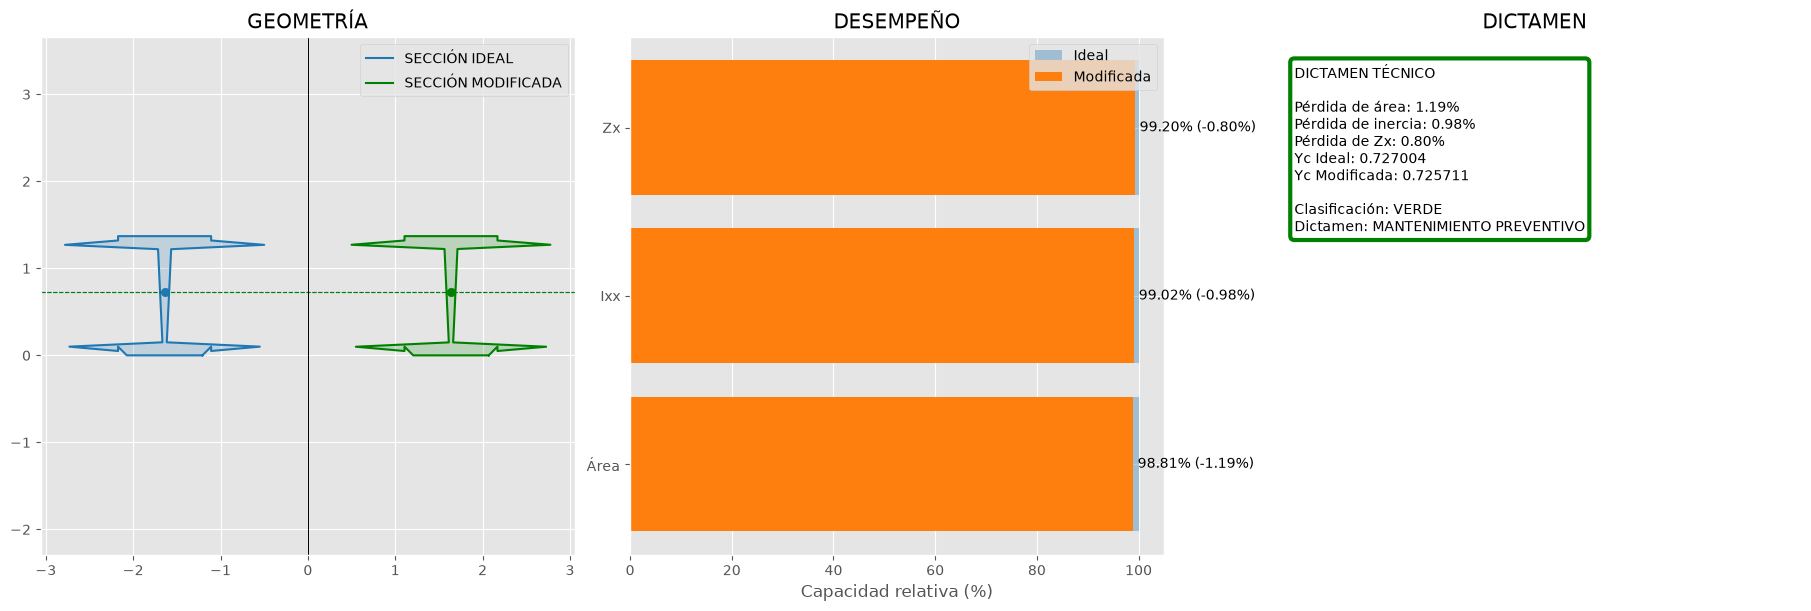 GEOMETRÍA
SECCIÓN IDEAL
SECCIÓN MODIFICADA
3
2
1
0
−1
−2
−3
−2
−1
0
1
2
3
DESEMPEÑO
Ideal
Modificada
Zx
99.20% (-0.80%)
Ixx
99.02% (-0.98%)
Área
98.81% (-1.19%)
0
20
40
60
80
100
Capacidad relativa (%)
DICTAMEN
DICTAMEN TÉCNICO
Pérdida de área: 1.19%
Pérdida de inercia: 0.98%
Pérdida de Zx: 0.80%
Yc Ideal: 0.727004
Yc Modificada: 0.725711
Clasificación: VERDE
Dictamen: MANTENIMIENTO PREVENTIVO